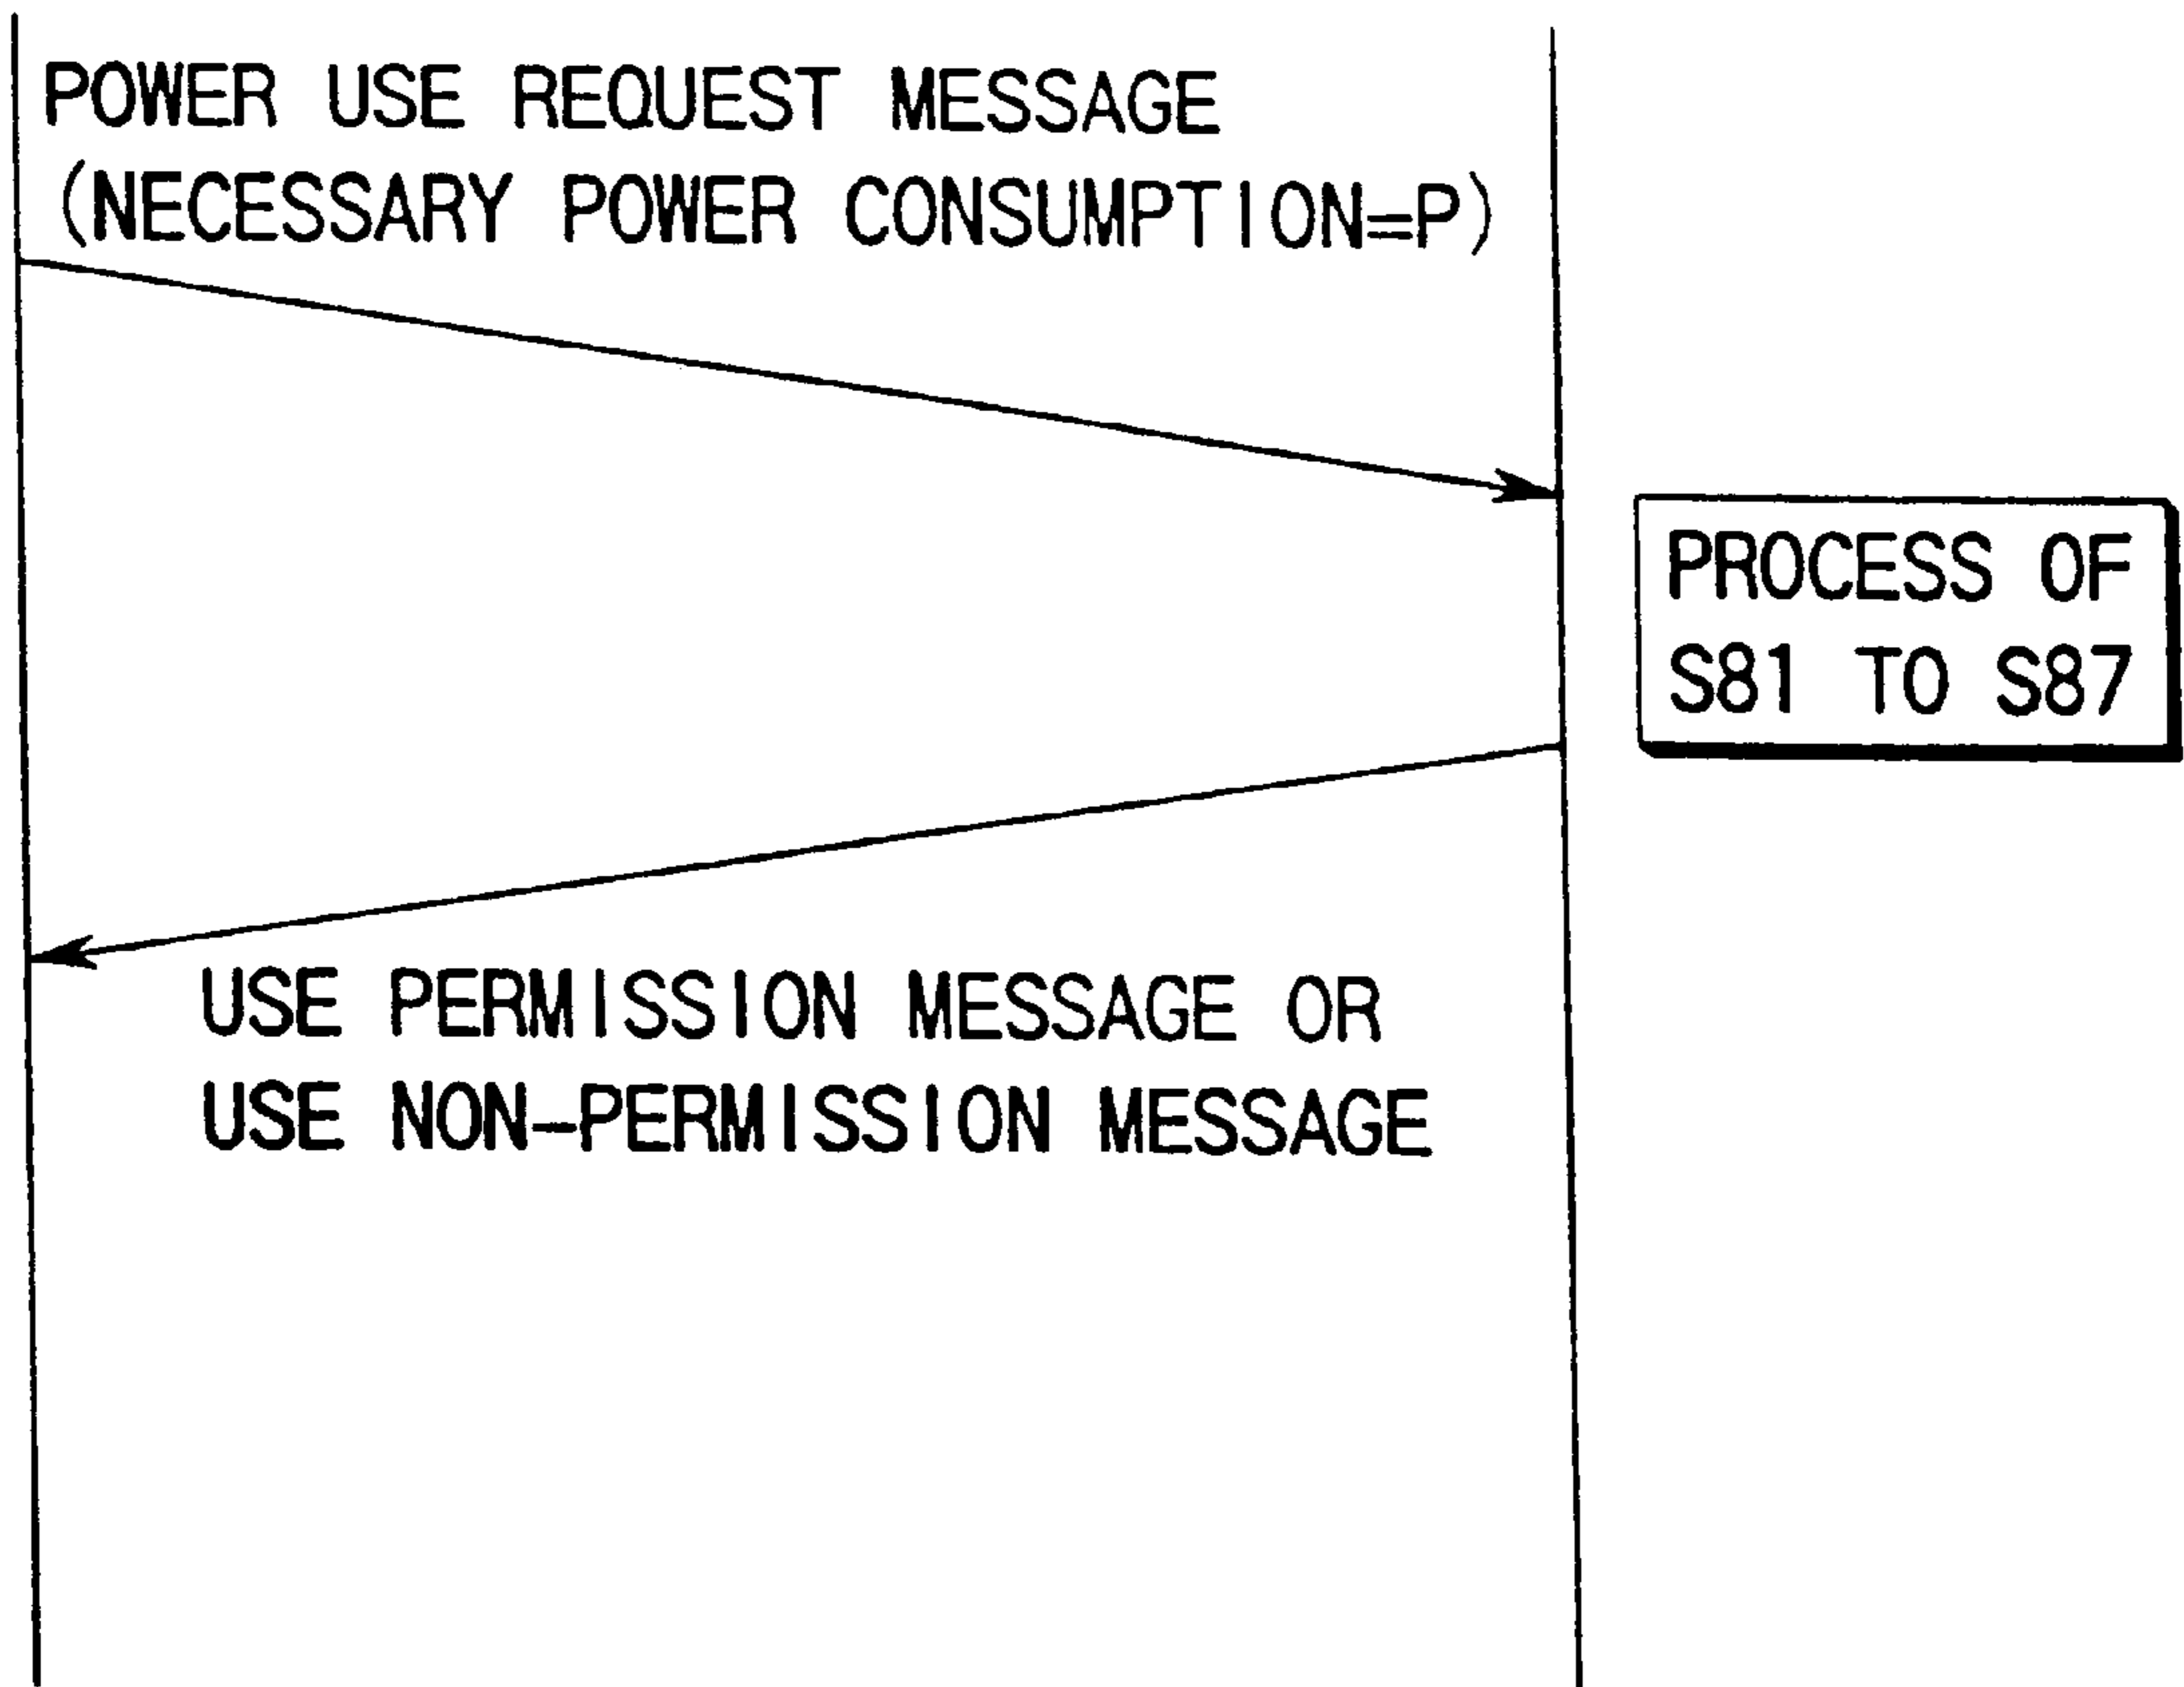 POWER USE REQUEST MESSAGE
(NECESSARY POWER CONSUMPTION=P)
PROCESS OF
S81 TO S87
USE PERMISSION MESSAGE OR
USE NON-PERMISSION MESSAGE